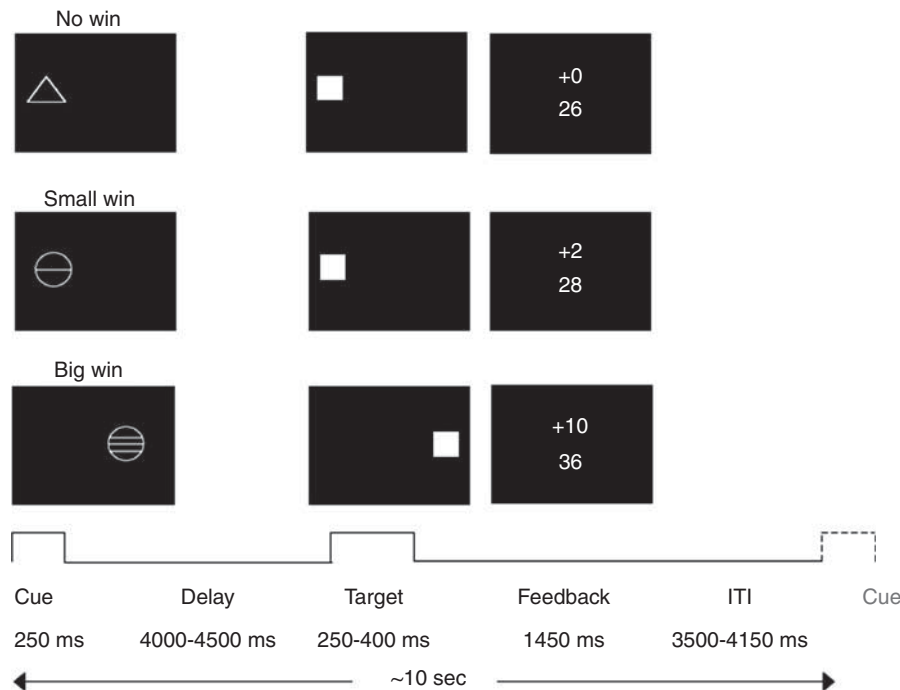 No win
+0
26
Small win
+2
28
Big win
+10
36
Cue Delay Target Feedback ITI Cue
250 ms 4000-4500 ms 250-400 ms 1450 ms 3500-4150 ms
~10 sec